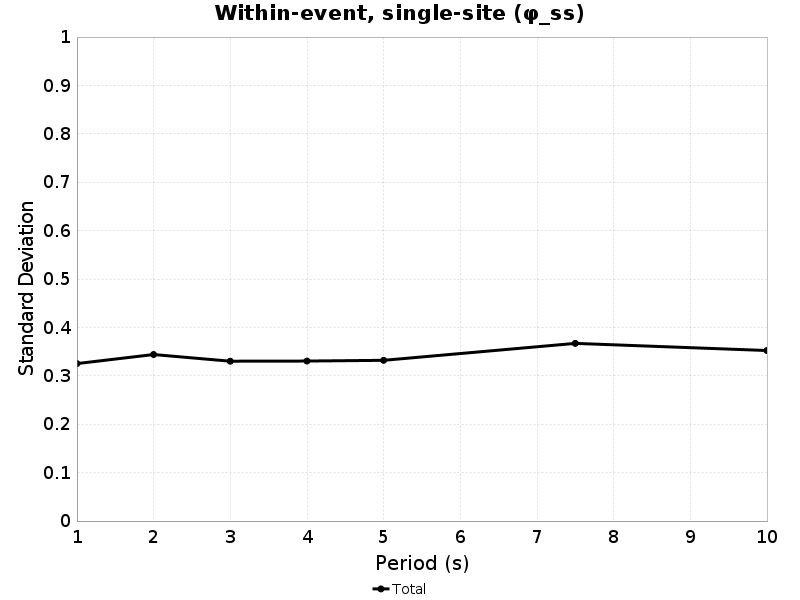 Within-event, single-site (φ_ss)
1
0.9
0.8
0.7
0.6
0.5
0.4
0.3
0.2
0.1
0
Standard Deviation
1 2 3 4 5 6 7 8 9 10
Period (s)
Total